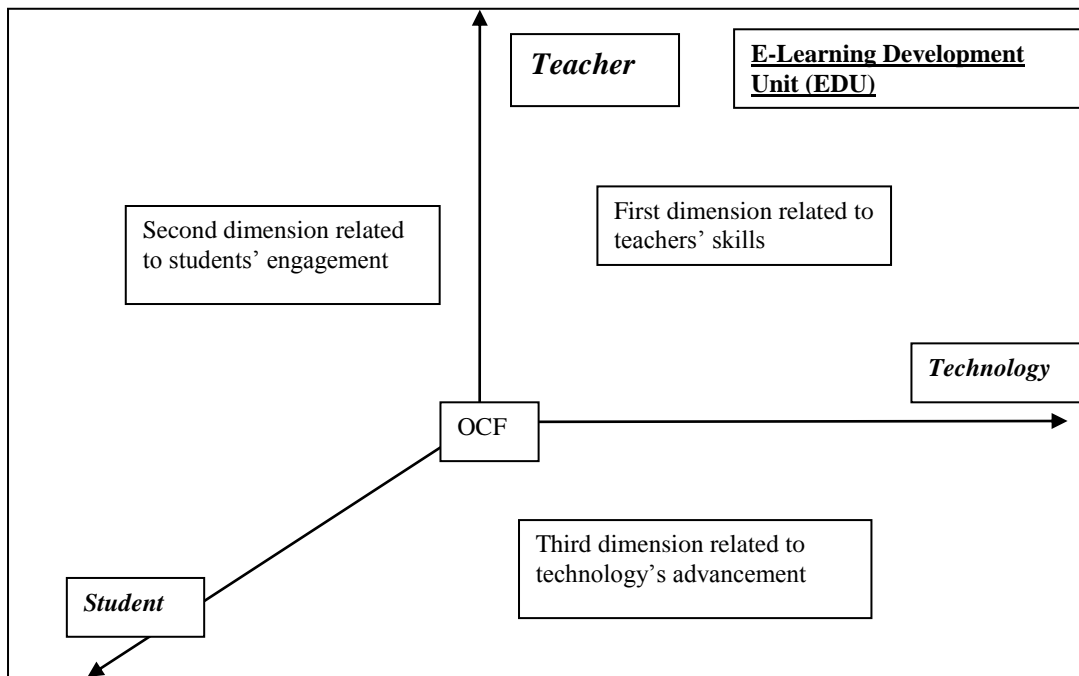 Teacher
E-Learning Development
Unit (EDU)
Second dimension related
to students’ engagement
First dimension related to
teachers’ skills
Technology
OCF
Third dimension related to
technology’s advancement
Student